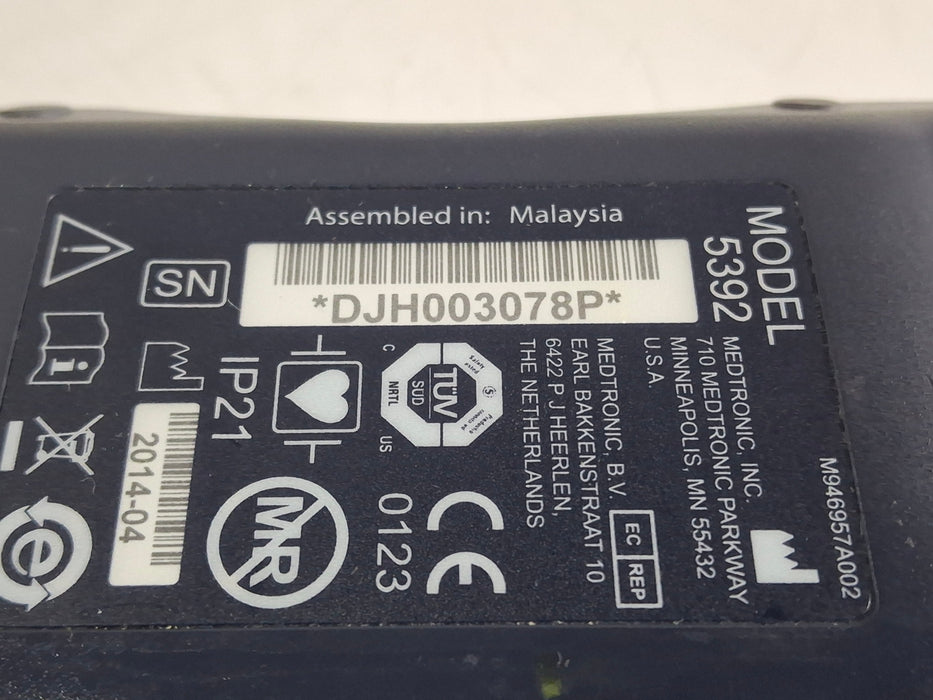 Assembled in: Malaysia
SN
*DJH003078P*
MODEL
5392
MEDTRONIC, INC.
710 MEDTRONIC PARKWAY
MINNEAPOLIS, MN 55432
U.S.A
M946957A002
EC REP
MEDTRONIC, B.V.
EARL BAKKENSTRAAT 10
6422 PJ HEERLEN,
THE NETHERLANDS
C
TÜV
SÜD
NRTL
US
CE
0123
IP21
MR
2014-04
i
e